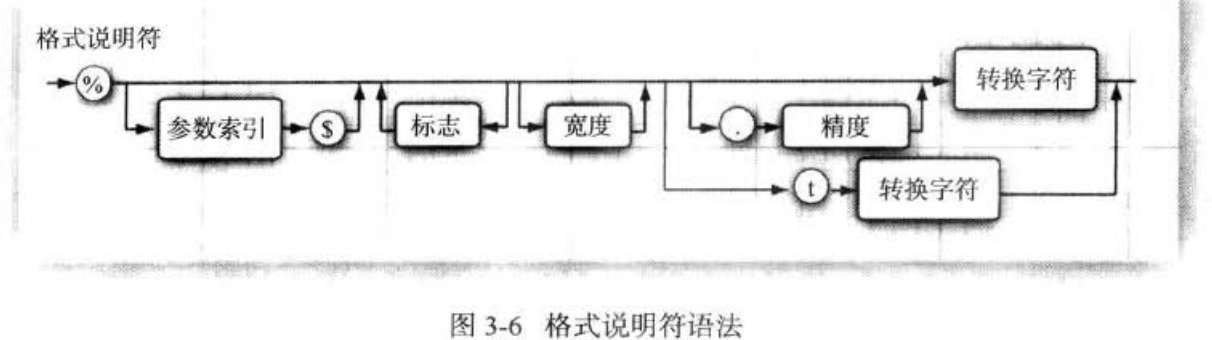 格式说明符
%
转换字符
参数索引
$
标志
宽度
.
精度
t
转换字符
图 3-6 格式说明符语法